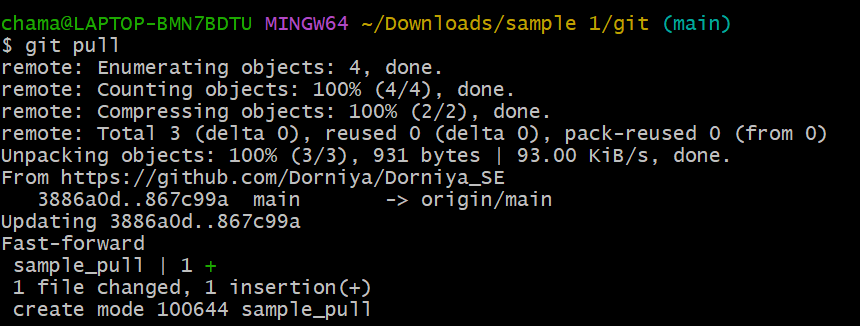 chama@LAPTOP-BMN7BDTU MINGW64 ~/Downloads/sample 1/git (main)
$ git pull
remote: Enumerating objects: 4, done.
remote: Counting objects: 100% (4/4), done.
remote: Compressing objects: 100% (2/2), done.
remote: Total 3 (delta 0), reused 0 (delta 0), pack-reused 0 (from 0)
Unpacking objects: 100% (3/3), 931 bytes | 93.00 KiB/s, done.
From https://github.com/Dorniya/Dorniya_SE
   3886a0d..867c99a  main       -> origin/main
Updating 3886a0d..867c99a
Fast-forward
 sample_pull | 1 +
 1 file changed, 1 insertion(+)
 create mode 100644 sample_pull